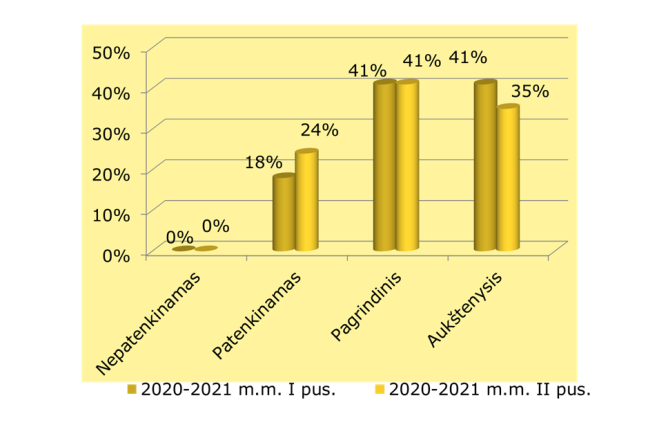 50%
40%
30%
20%
10%
0%
0%
0%
18%
24%
41%
41%
41%
35%
Nepatenkinamas
Patenkinamas
Pagrindinis
Aukštenysis
2020-2021 m.m. I pus.
2020-2021 m.m. II pus.